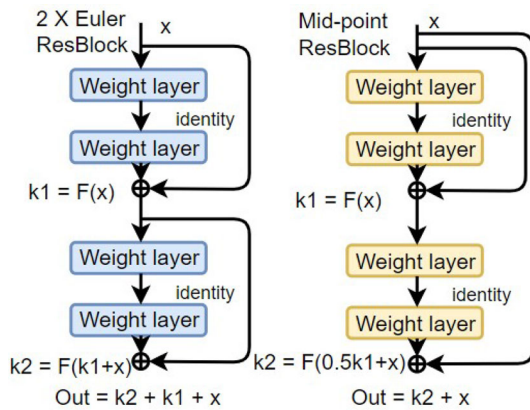 2 X Euler
ResBlock
x
Weight layer
identity
Weight layer
k1 = F(x)
Weight layer
identity
Weight layer
k2 = F(k1+x)
Out = k2 + k1 + x
Mid-point
ResBlock
x
Weight layer
identity
Weight layer
k1 = F(x)
Weight layer
identity
Weight layer
k2 = F(0.5k1+x)
Out = k2 + x